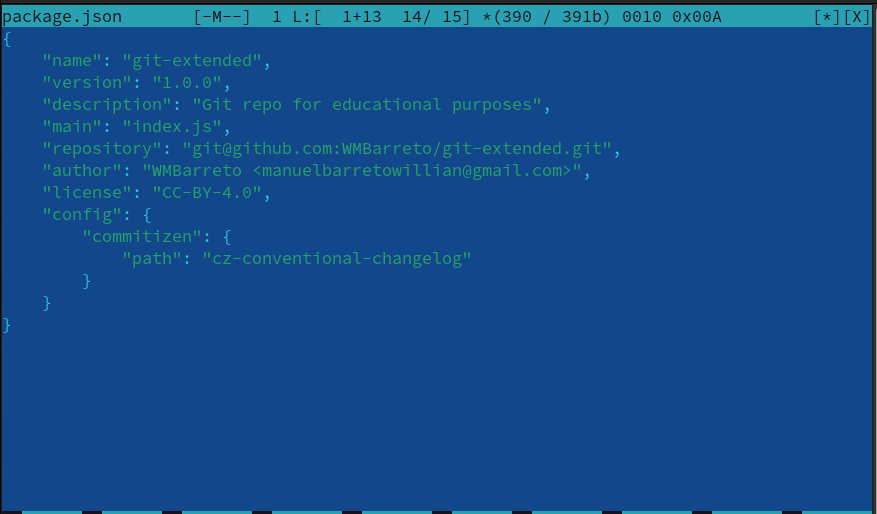 package.json [-M--] 1 L:[ 1+13 14/ 15] *(390 / 391b) 0010 0x00A [*][X]
{
    "name": "git-extended",
    "version": "1.0.0",
    "description": "Git repo for educational purposes",
    "main": "index.js",
    "repository": "git@github.com:WMBarreto/git-extended.git",
    "author": "WMBarreto <manuelbarretowillian@gmail.com>",
    "license": "CC-BY-4.0",
    "config": {
        "commitizen": {
            "path": "cz-conventional-changelog"
        }
    }
}